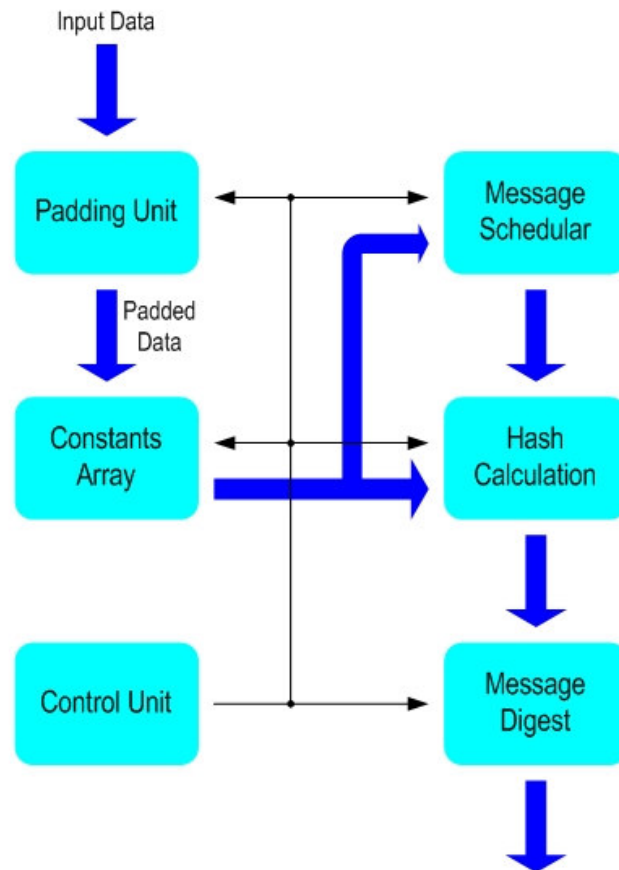 Input Data
Padding Unit
Message
Schedular
Padded
Data
Constants
Array
Hash
Calculation
Control Unit
Message
Digest